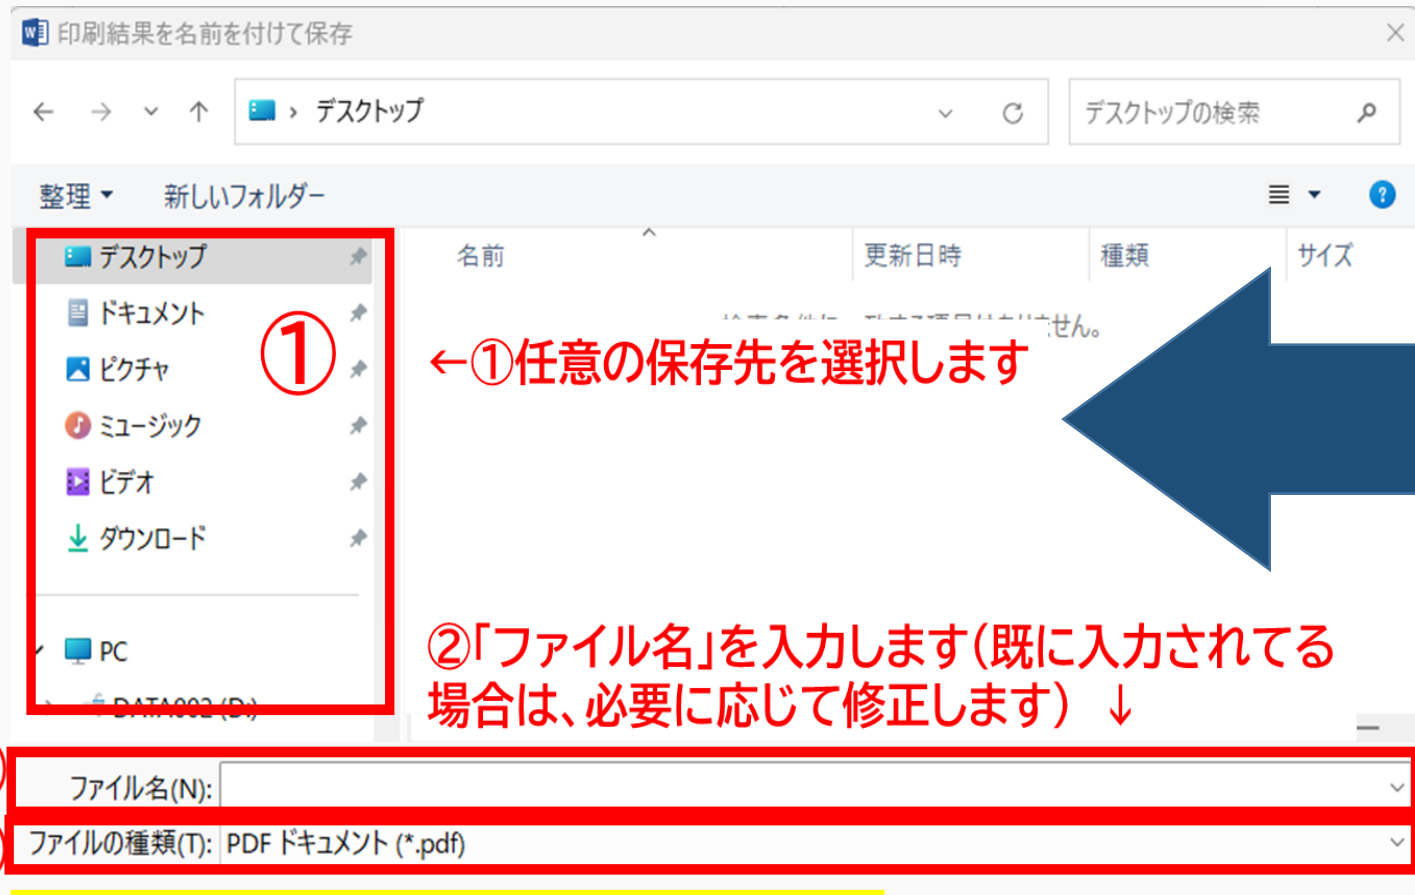 印刷結果を名前を付けて保存
デスクトップ
デスクトップの検索
整理
新しいフォルダー
名前
更新日時
種類
サイズ
デスクトップ
ドキュメント
ピクチャ
ミュージック
ビデオ
ダウンロード
PC
DATA002 (D:)
①
せん。
←①任意の保存先を選択します
②「ファイル名」を入力します(既に入力されてる
場合は、必要に応じて修正します) ↓
ファイル名(N):
ファイルの種類(T): PDF ドキュメント (*.pdf)